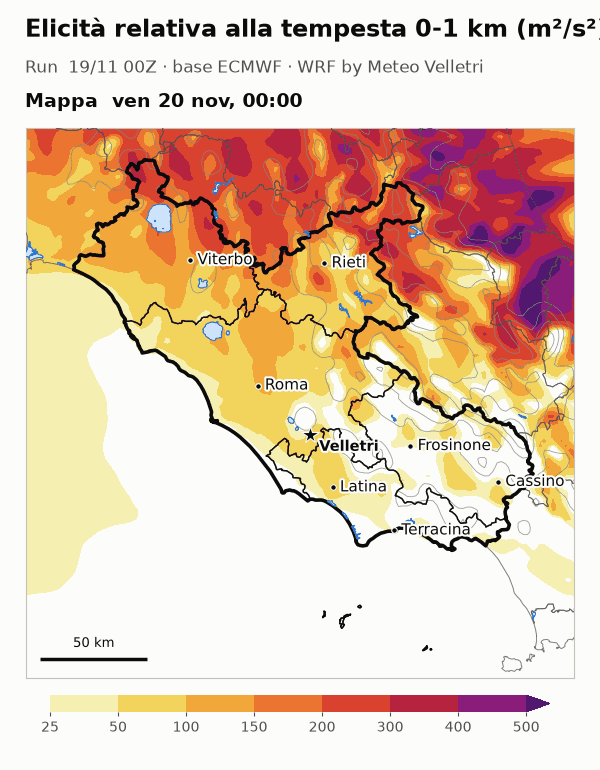 Elicità relativa alla tempesta 0-1 km (m²/s²)
Run  19/11 00Z · base ECMWF · WRF by Meteo Velletri
Mappa  ven 20 nov, 00:00
Viterbo
Rieti
Roma
Velletri
Frosinone
Cassino
Latina
Terracina
50 km
25 50 100 150 200 300 400 500